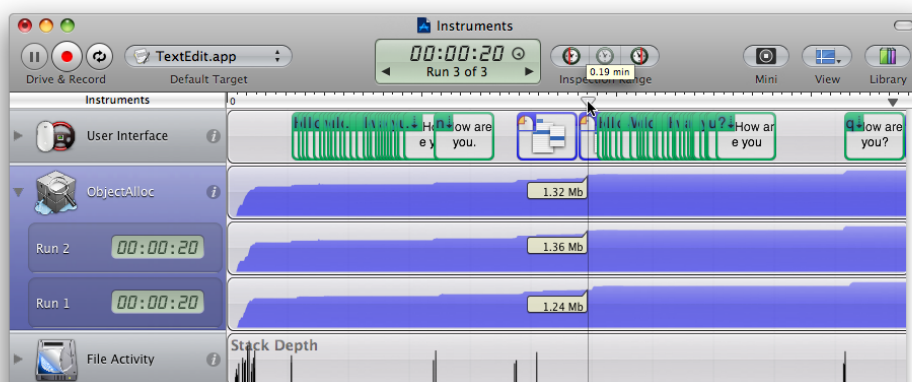 Instruments
00:00:20
TextEdit.app
Run 3 of 3
0.19 min
Drive & Record
Default Target
Inspection Range
Mini
View
Library
Instruments
0
User Interface
How are you.
How are you
you?
ObjectAlloc
1.32 Mb
Run 2
00:00:20
1.36 Mb
Run 1
00:00:20
1.24 Mb
Stack Depth
File Activity